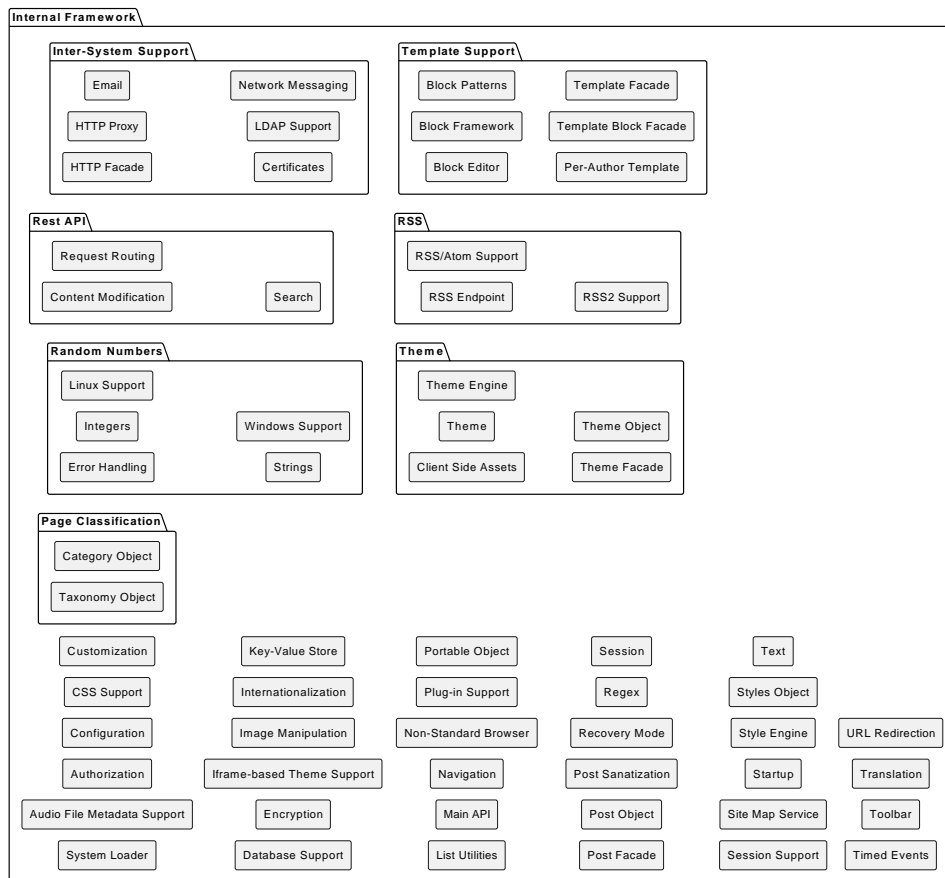 Internal Framework
Inter-System Support
Email
Network Messaging
HTTP Proxy
LDAP Support
HTTP Facade
Certificates
Template Support
Block Patterns
Template Facade
Block Framework
Template Block Facade
Block Editor
Per-Author Template
Rest API
Request Routing
Content Modification
Search
RSS
RSS/Atom Support
RSS Endpoint
RSS2 Support
Random Numbers
Linux Support
Integers
Windows Support
Error Handling
Strings
Theme
Theme Engine
Theme
Theme Object
Client Side Assets
Theme Facade
Page Classification
Category Object
Taxonomy Object
Customization
Key-Value Store
Portable Object
Session
Text
CSS Support
Internationalization
Plug-in Support
Regex
Styles Object
Configuration
Image Manipulation
Non-Standard Browser
Recovery Mode
Style Engine
URL Redirection
Authorization
Iframe-based Theme Support
Navigation
Post Sanatization
Startup
Translation
Audio File Metadata Support
Encryption
Main API
Post Object
Site Map Service
Toolbar
System Loader
Database Support
List Utilities
Post Facade
Session Support
Timed Events